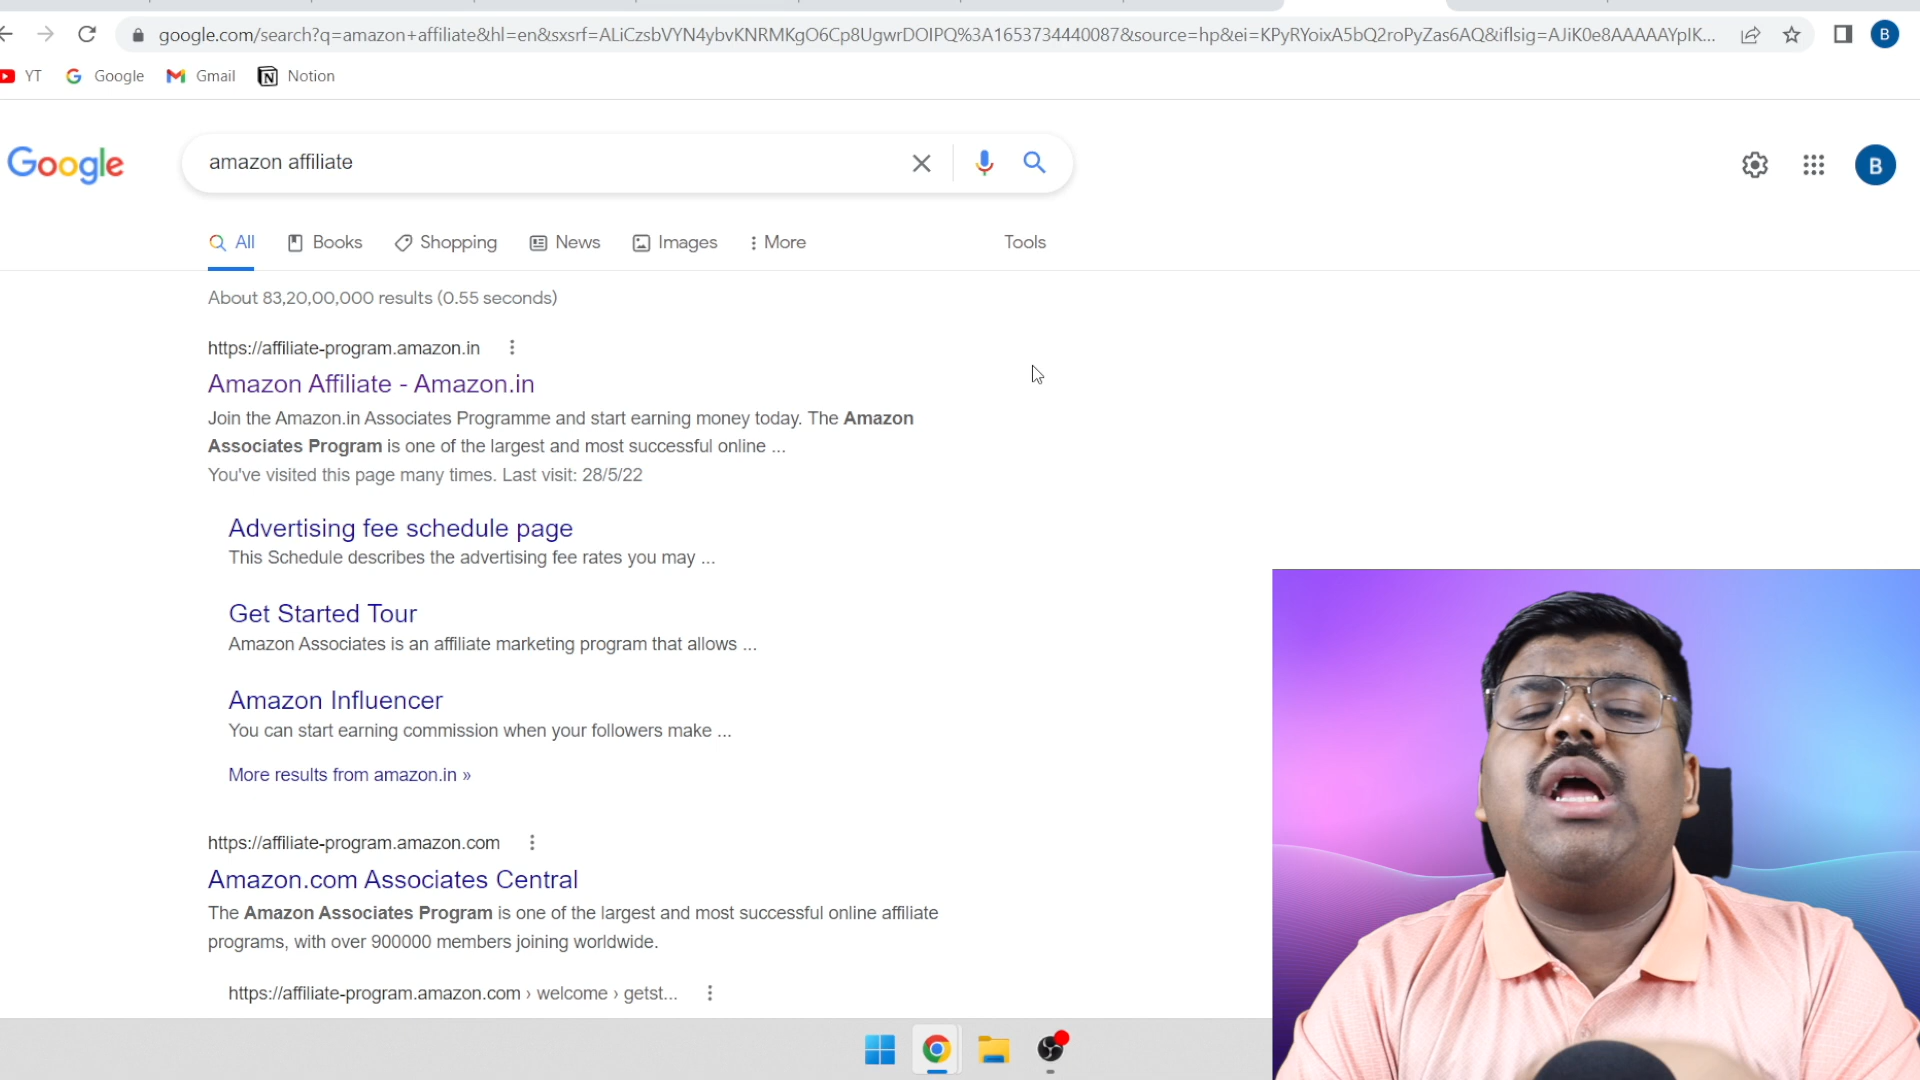 google.com/search?q=amazon+affiliate&hl=en&sxsrf=ALiCzsbVYN4ybvKNRMKgO6Cp8UgwrDOIPQ%3A1653734440087&source=hp&ei=KPyRYoixA5bQ2roPyZas6AQ&iflsig=AJiK0e8AAAAAYpIK...
B
YT Google Gmail Notion
Google
amazon affiliate
B
All Books Shopping News Images More Tools
About 83,20,00,000 results (0.55 seconds)
https://affiliate-program.amazon.in
Amazon Affiliate - Amazon.in
Join the Amazon.in Associates Programme and start earning money today. The Amazon
Associates Program is one of the largest and most successful online ...
You've visited this page many times. Last visit: 28/5/22
Advertising fee schedule page
This Schedule describes the advertising fee rates you may ...
Get Started Tour
Amazon Associates is an affiliate marketing program that allows ...
Amazon Influencer
You can start earning commission when your followers make ...
More results from amazon.in »
https://affiliate-program.amazon.com
Amazon.com Associates Central
The Amazon Associates Program is one of the largest and most successful online affiliate
programs, with over 900000 members joining worldwide.
https://affiliate-program.amazon.com › welcome › getst...